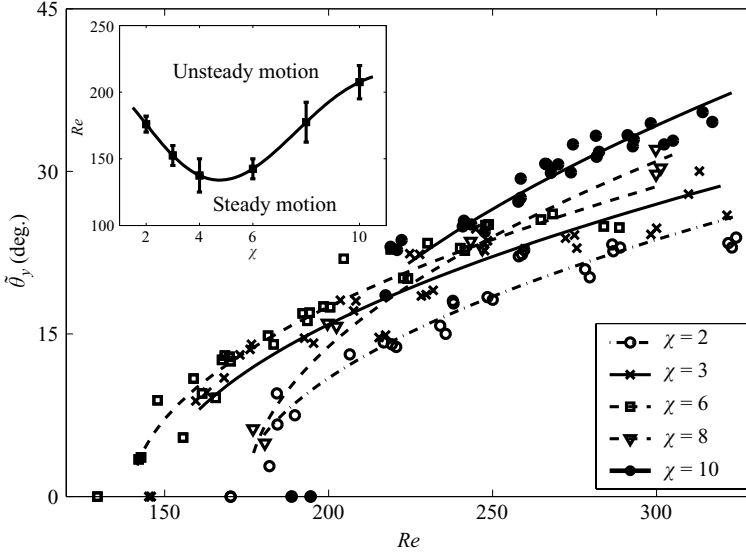 45
30
15
0
θ̃y (deg.)
150
200
250
300
Re
250
200
150
100
Re
Unsteady motion
Steady motion
2
4
6
10
χ
χ = 2
χ = 3
χ = 6
χ = 8
χ = 10